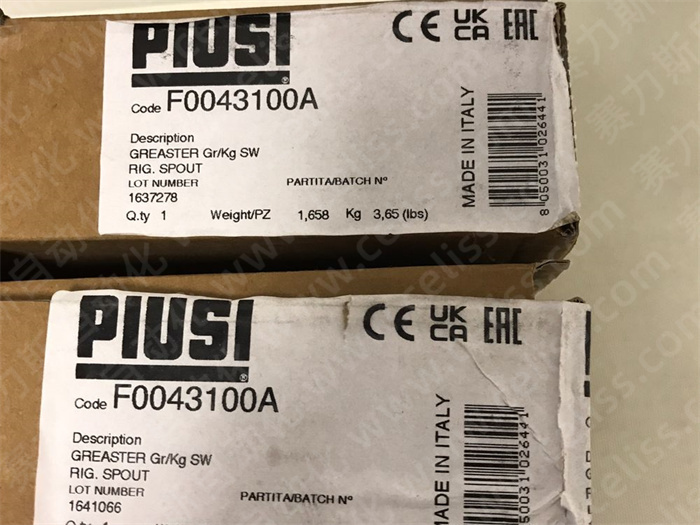 PIUSI
®
CE UK CA EAC
Code F0043100A
Description
GREASTER Gr/Kg SW
RIG. SPOUT
LOT NUMBER PARTITA/BATCH Nº
1637278
Q.ty 1 Weight/PZ 1,658 Kg 3,65 (lbs)
MADE IN ITALY
8 050031 026441
PIUSI
®
CE UK CA EAC
Code F0043100A
Description
GREASTER Gr/Kg SW
RIG. SPOUT
LOT NUMBER PARTITA/BATCH Nº
1641066
MADE IN ITALY
50031 026441